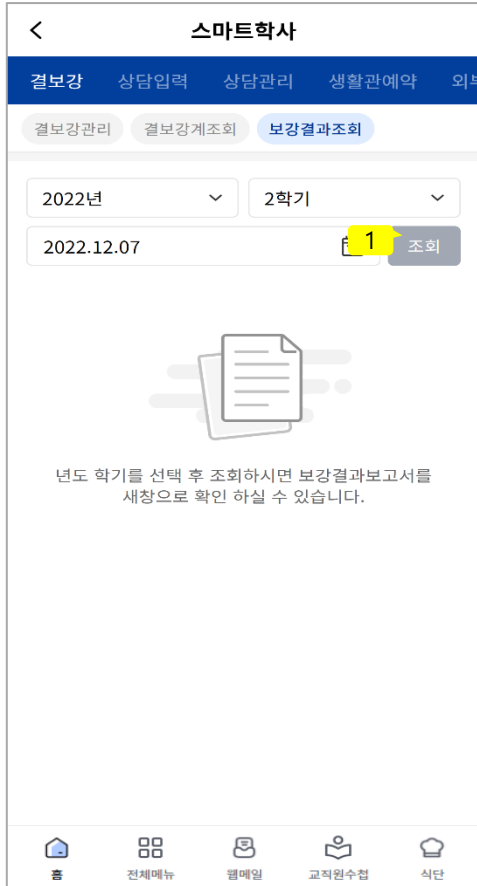 스마트학사
결보강 상담입력 상담관리 생활관예약 외부
결보강관리 결보강계조회 보강결과조회
2022년 2학기
2022.12.07 1 조회
년도 학기를 선택 후 조회하시면 보강결과보고서를
새창으로 확인 하실 수 있습니다.
홈 전체메뉴 웹메일 교직원수첩 식단